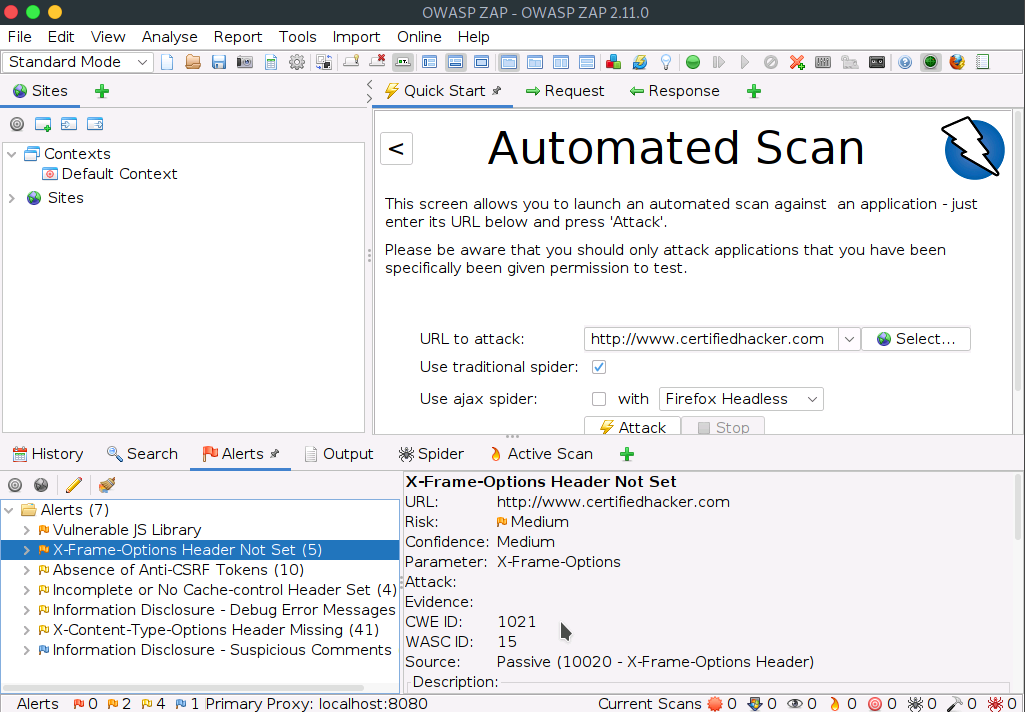 OWASP ZAP - OWASP ZAP 2.11.0
File Edit View Analyse Report Tools Import Online Help
Standard Mode
Sites
Quick Start Request Response
<
Automated Scan
Contexts
Default Context
Sites
This screen allows you to launch an automated scan against  an application - just
enter its URL below and press 'Attack'.
Please be aware that you should only attack applications that you have been
specifically been given permission to test.
URL to attack: http://www.certifiedhacker.com Select...
Use traditional spider:
Use ajax spider: with Firefox Headless
Attack Stop
History Search Alerts Output Spider Active Scan
Alerts (7)
Vulnerable JS Library
X-Frame-Options Header Not Set (5)
Absence of Anti-CSRF Tokens (10)
Incomplete or No Cache-control Header Set (4)
Information Disclosure - Debug Error Messages
X-Content-Type-Options Header Missing (41)
Information Disclosure - Suspicious Comments
X-Frame-Options Header Not Set
URL: http://www.certifiedhacker.com
Risk: Medium
Confidence: Medium
Parameter: X-Frame-Options
Attack:
Evidence:
CWE ID: 1021
WASC ID: 15
Source: Passive (10020 - X-Frame-Options Header)
Description:
Alerts 0 2 4 1 Primary Proxy: localhost:8080 Current Scans 0 0 0 0 0 0 0 0